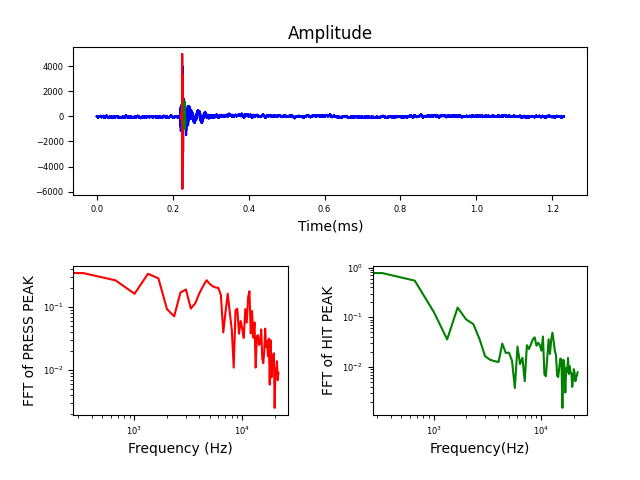 Amplitude
4000
2000
0
−2000
−4000
−6000
0.0 0.2 0.4 0.6 0.8 1.0 1.2
Time(ms)
FFT of PRESS PEAK
10⁻¹
10⁻²
10³ 10⁴
Frequency (Hz)
FFT of HIT PEAK
10⁰
10⁻¹
10⁻²
10³ 10⁴
Frequency(Hz)